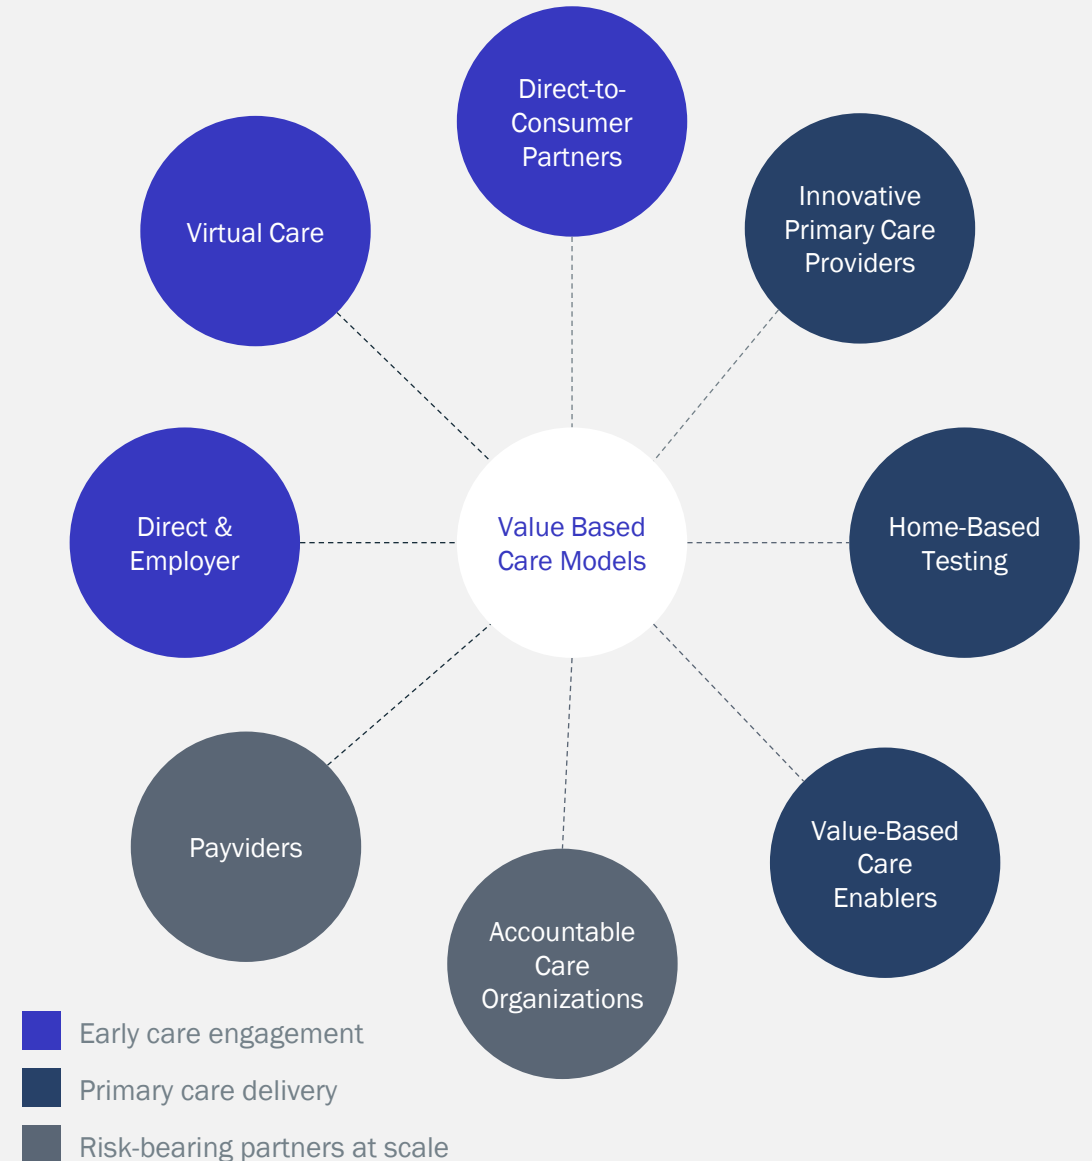 Direct-to-
Consumer
Partners
Innovative
Primary Care
Providers
Virtual Care
Direct &
Employer
Value Based
Care Models
Home-Based
Testing
Payviders
Value-Based
Care
Enablers
Accountable
Care
Organizations
Early care engagement
Primary care delivery
Risk-bearing partners at scale